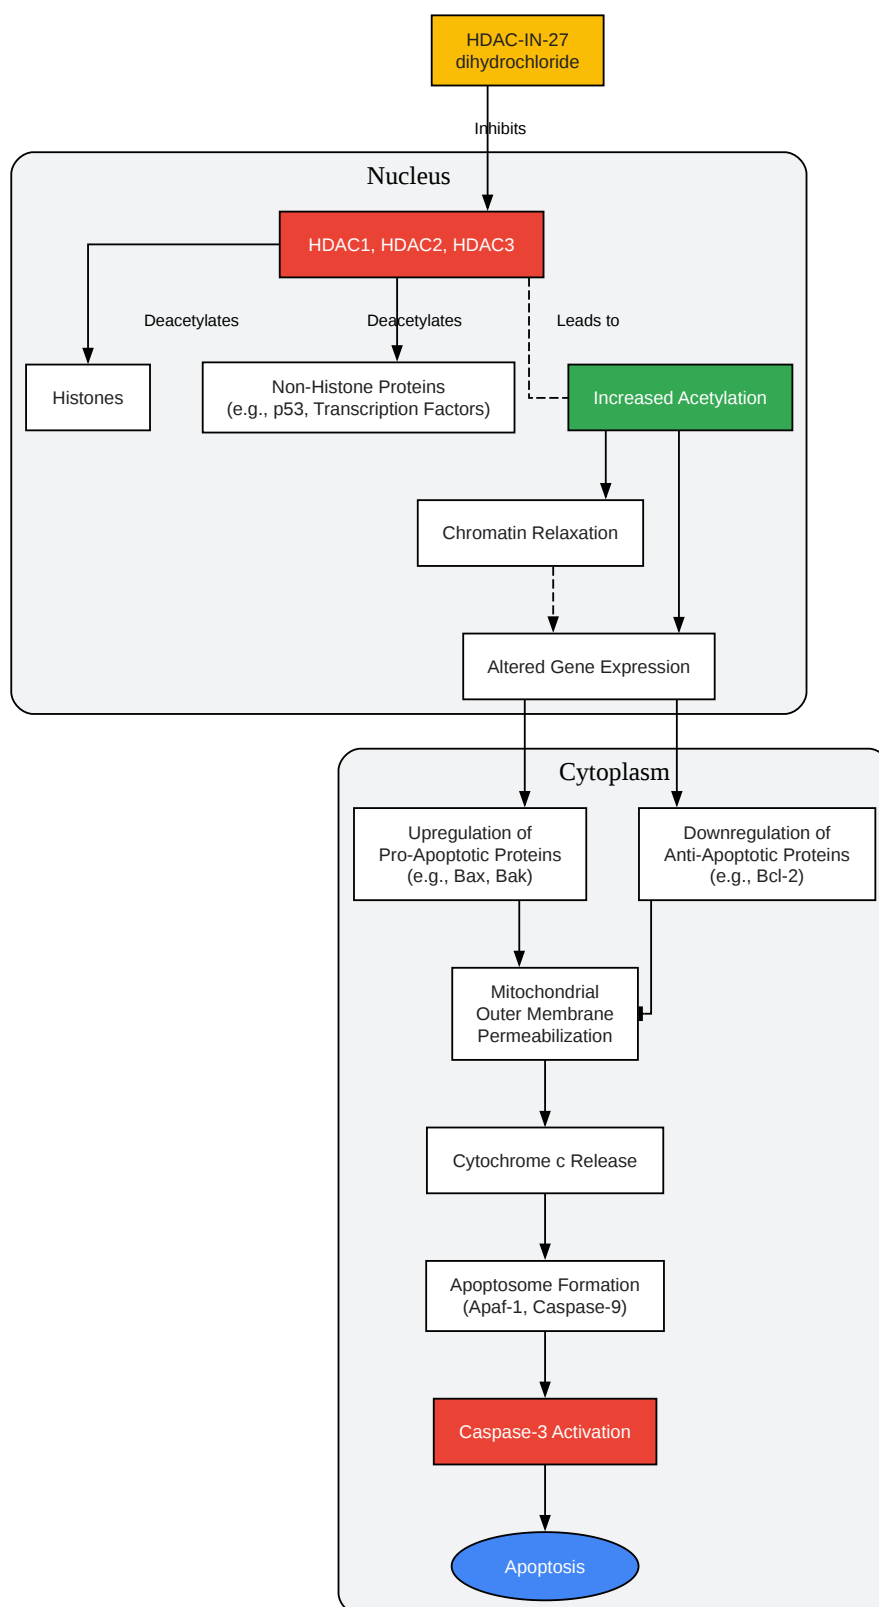 HDAC-IN-27
dihydrochloride
Inhibits
Nucleus
HDAC1, HDAC2, HDAC3
Deacetylates
Deacetylates
Leads to
Histones
Non-Histone Proteins
(e.g., p53, Transcription Factors)
Increased Acetylation
Chromatin Relaxation
Altered Gene Expression
Cytoplasm
Upregulation of
Pro-Apoptotic Proteins
(e.g., Bax, Bak)
Downregulation of
Anti-Apoptotic Proteins
(e.g., Bcl-2)
Mitochondrial
Outer Membrane
Permeabilization
Cytochrome c Release
Apoptosome Formation
(Apaf-1, Caspase-9)
Caspase-3 Activation
Apoptosis